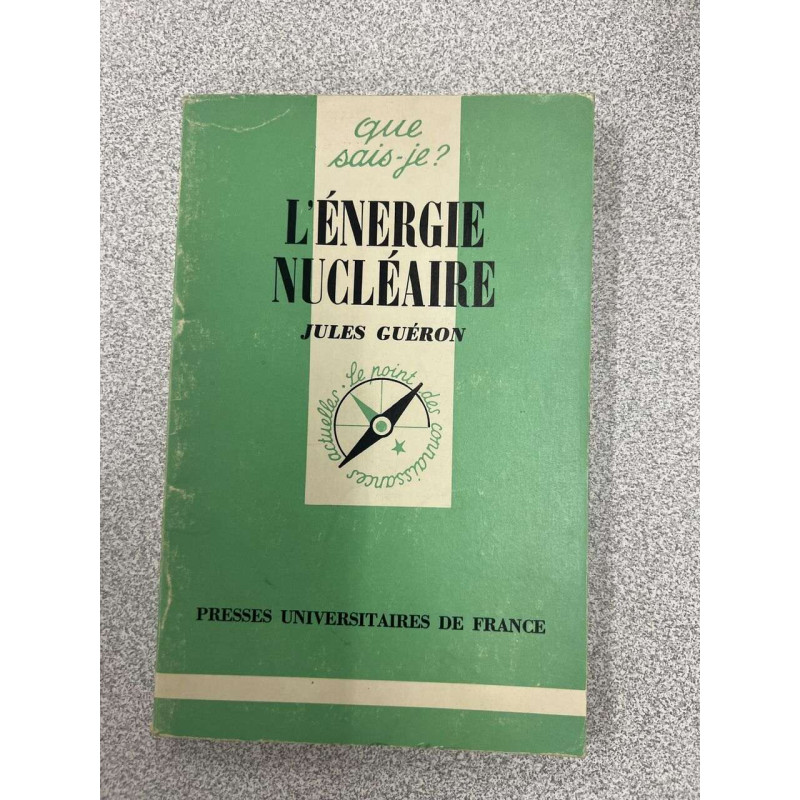 que
sais-je?
L'ÉNERGIE
NUCLÉAIRE
JULES GUÉRON
Le point des connaissances actuelles.
PRESSES UNIVERSITAIRES DE FRANCE